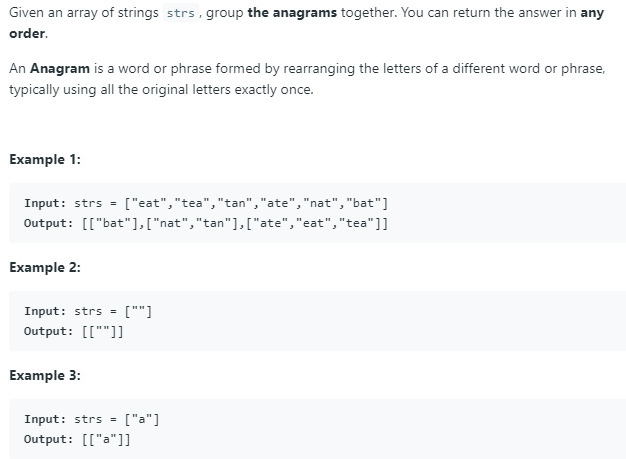 Given an array of strings strs, group the anagrams together. You can return the answer in any
order.
An Anagram is a word or phrase formed by rearranging the letters of a different word or phrase,
typically using all the original letters exactly once.
Example 1:
Input: strs = ["eat","tea","tan","ate","nat","bat"]
Output: [["bat"],["nat","tan"],["ate","eat","tea"]]
Example 2:
Input: strs = [""]
Output: [[""]]
Example 3:
Input: strs = ["a"]
Output: [["a"]]